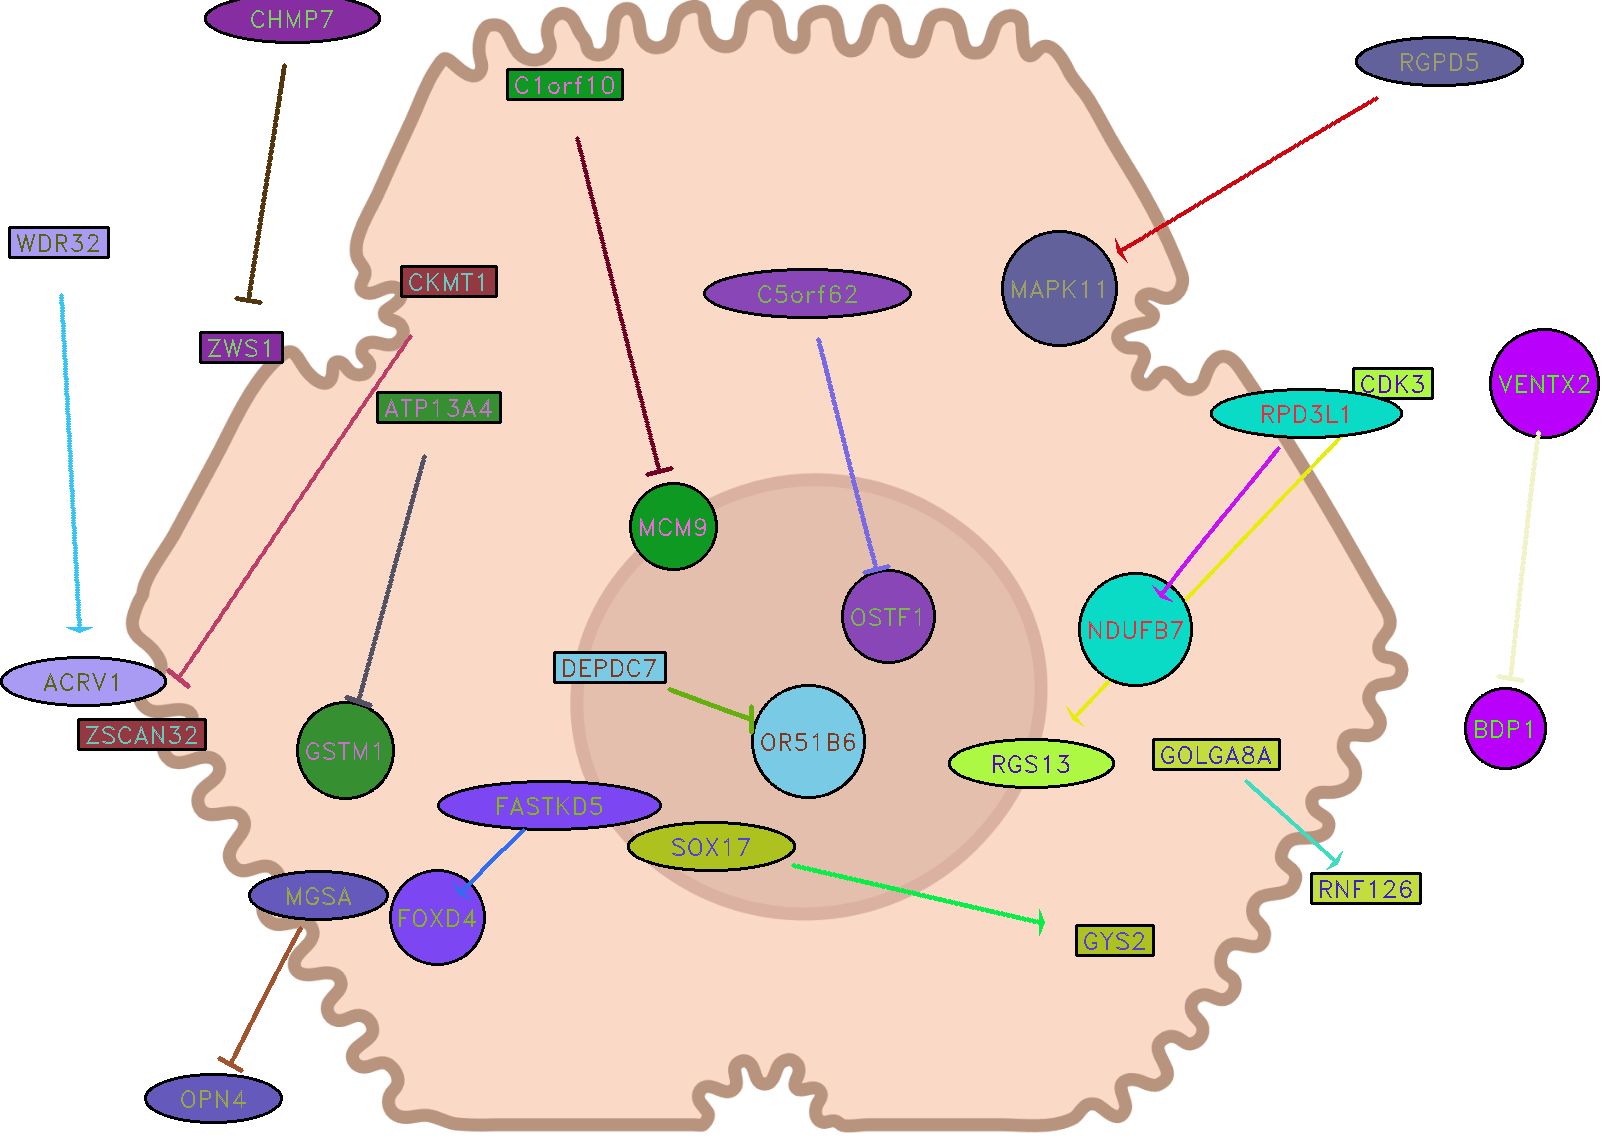 CHMP7
RGPD5
C1orf10
WDR32
CKMT1
C5orf62
MAPK11
ZWS1
CDK3
VENTX2
ATP13A4
RPD3L1
MCM9
OSTF1
NDUFB7
DEPDC7
ACRV1
ZSCAN32
GSTM1
OR51B6
BDP1
RGS13
GOLGA8A
FASTKD5
SOX17
MGSA
RNF126
FOXD4
GYS2
OPN4